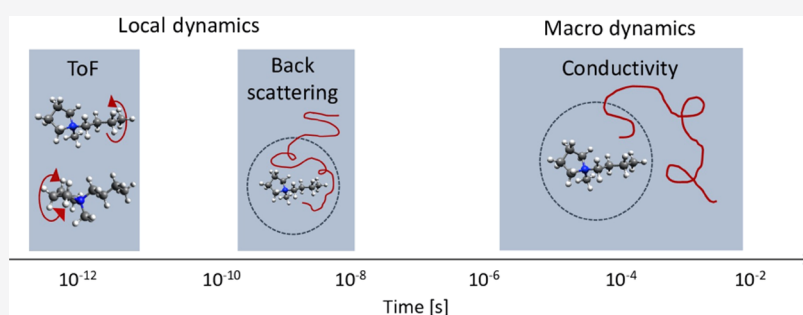 Local dynamics
Macro dynamics
ToF
Back
scattering
Conductivity
10-12
10-10
10-8
10-6
10-4
10-2
Time [s]